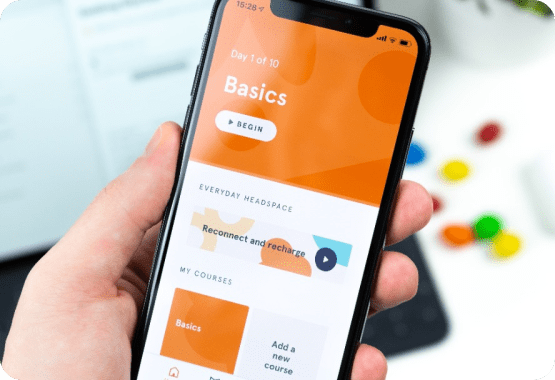 15:28
Day 1 of 10
Basics
BEGIN
EVERYDAY HEADSPACE
Reconnect and recharge
MY COURSES
Basics
Add a
new
course